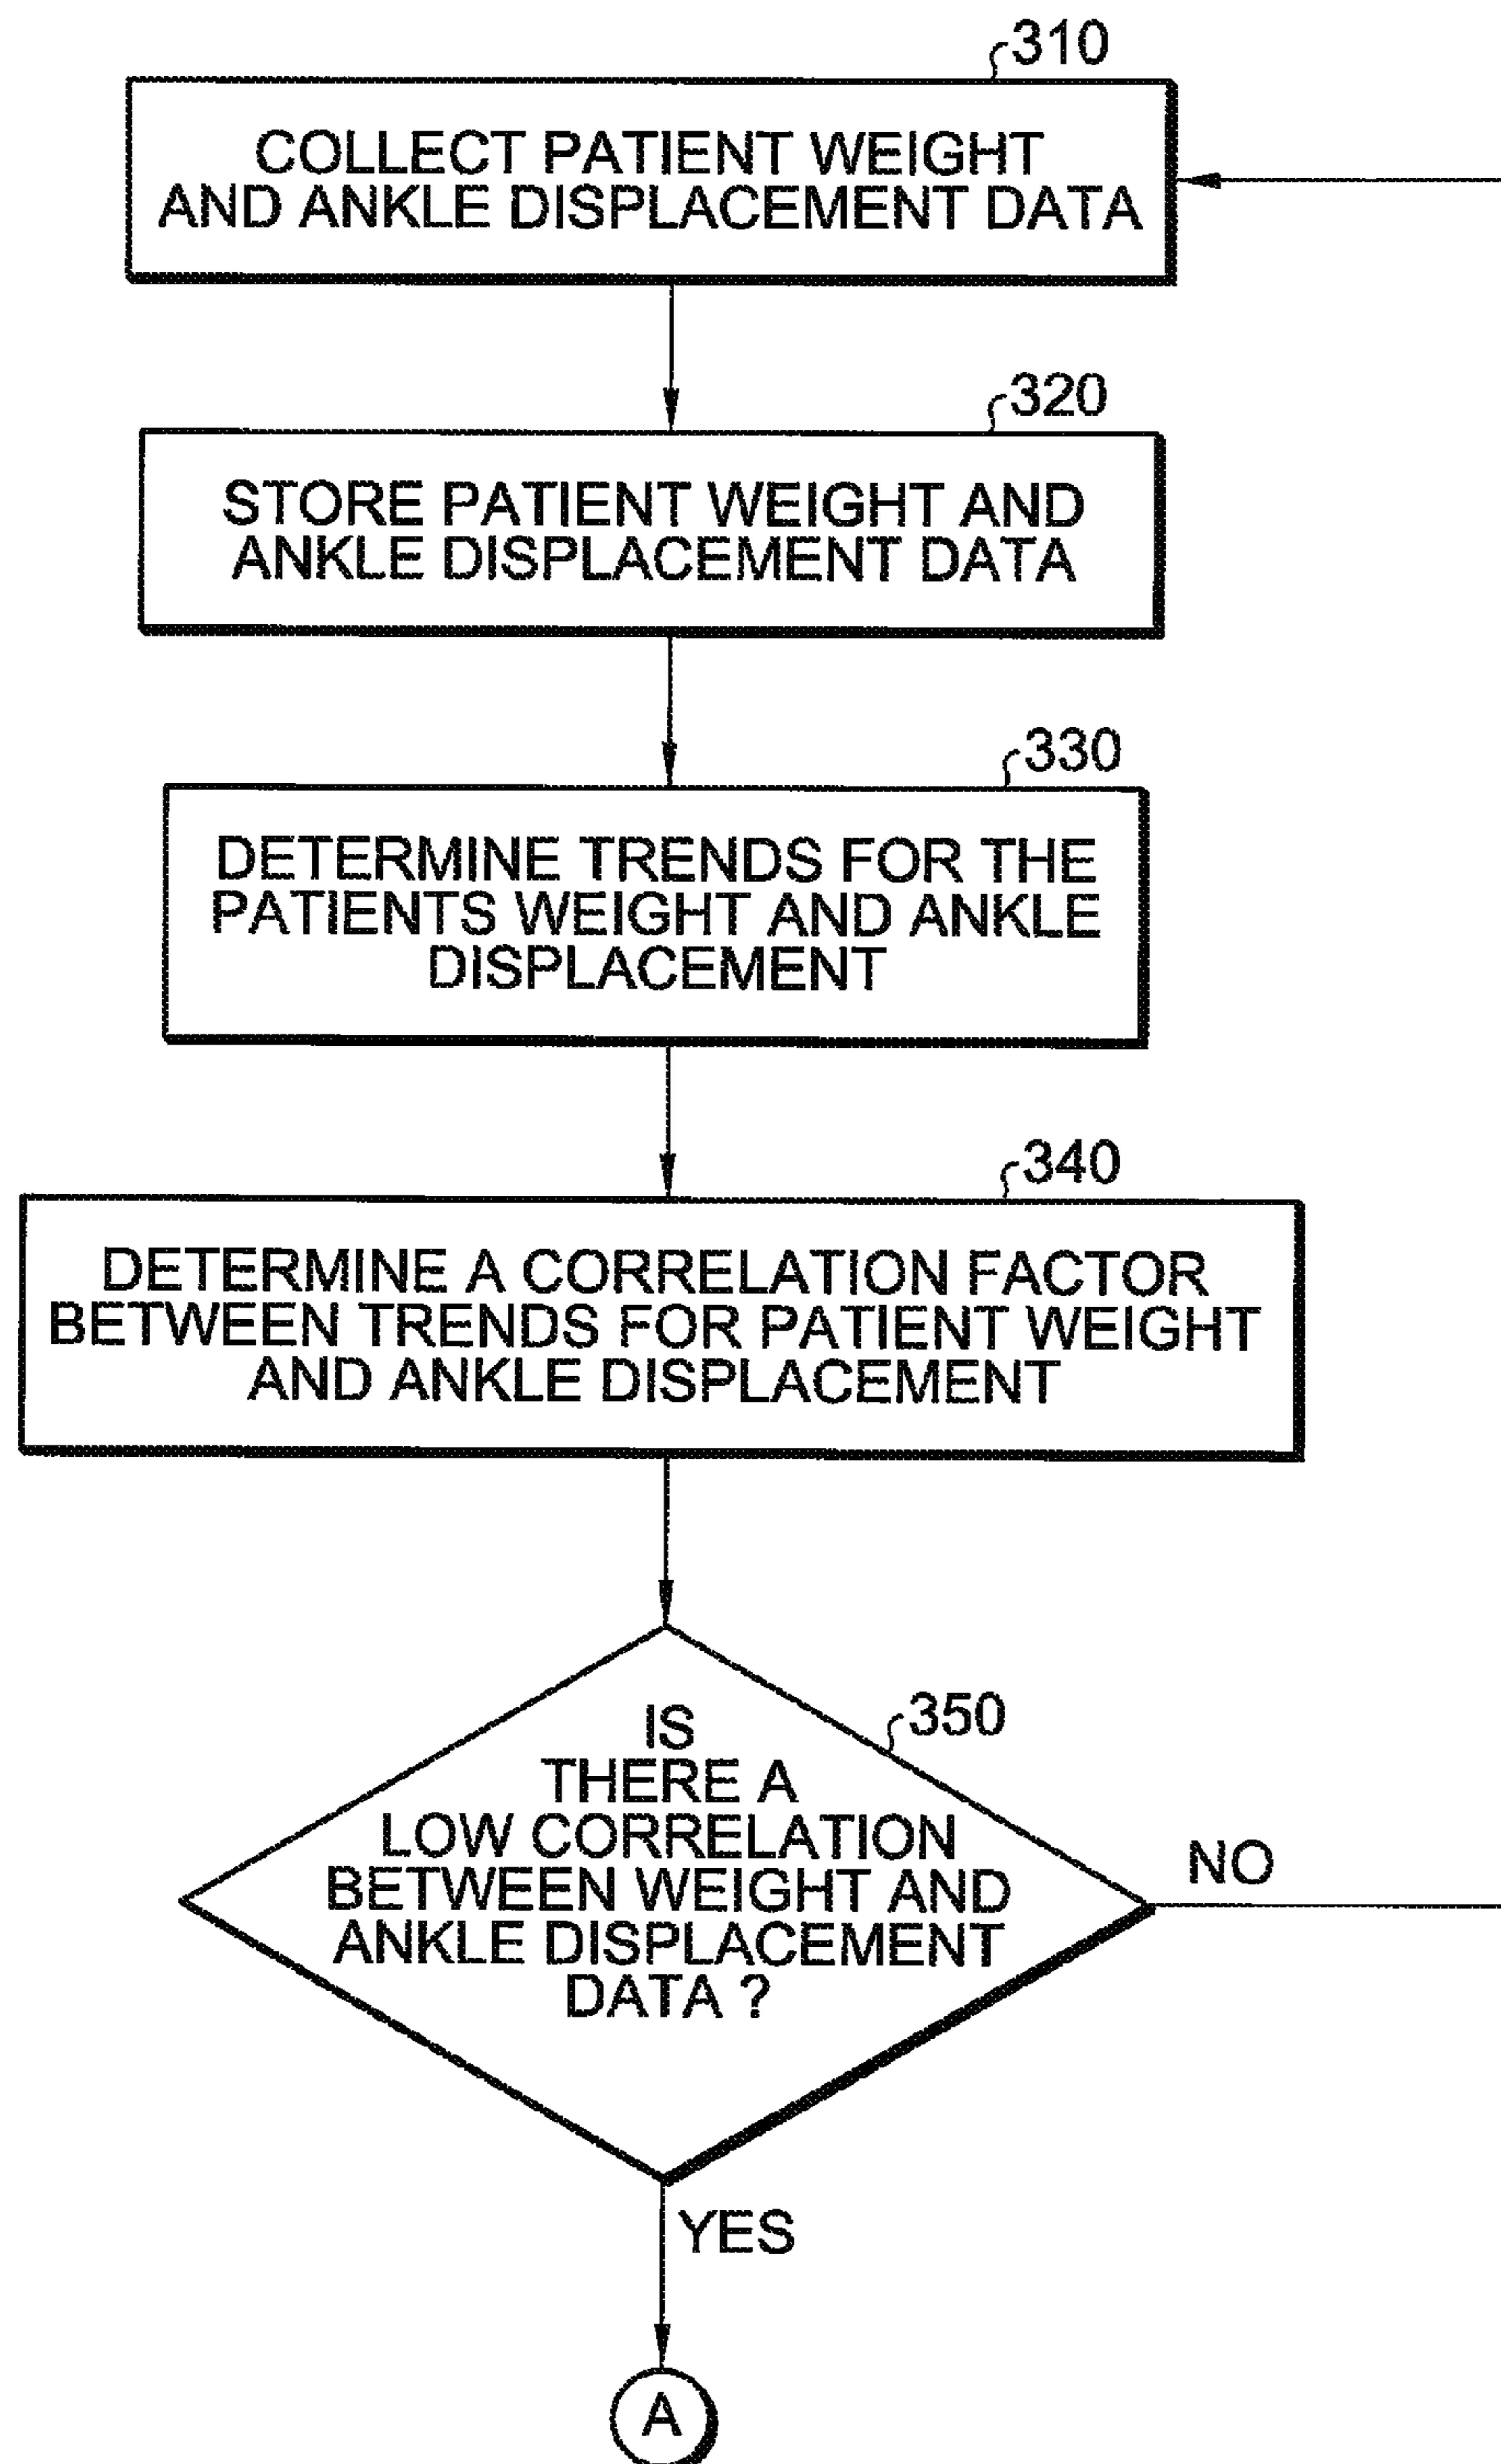 310
COLLECT PATIENT WEIGHT
AND ANKLE DISPLACEMENT DATA
320
STORE PATIENT WEIGHT AND
ANKLE DISPLACEMENT DATA
330
DETERMINE TRENDS FOR THE
PATIENTS WEIGHT AND ANKLE
DISPLACEMENT
340
DETERMINE A CORRELATION FACTOR
BETWEEN TRENDS FOR PATIENT WEIGHT
AND ANKLE DISPLACEMENT
350
IS
THERE A
LOW CORRELATION
BETWEEN WEIGHT AND
ANKLE DISPLACEMENT
DATA ?
NO
YES
A